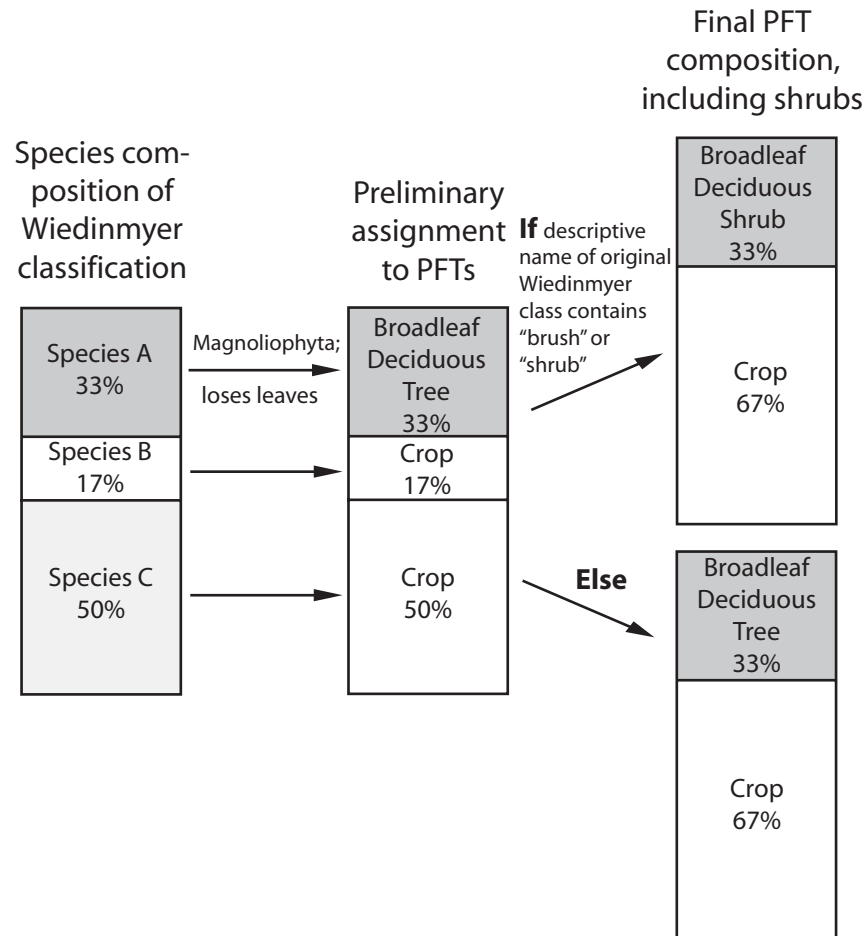 Species com-
position of
Wiedinmyer
classification
Species A
33%
Species B
17%
Species C
50%
Magnoliophyta;
loses leaves
Preliminary
assignment
to PFTs
Broadleaf
Deciduous
Tree
33%
Crop
17%
Crop
50%
If descriptive
name of original
Wiedinmyer
class contains
“brush” or
“shrub”
Else
Final PFT
composition,
including shrubs
Broadleaf
Deciduous
Shrub
33%
Crop
67%
Broadleaf
Deciduous
Tree
33%
Crop
67%